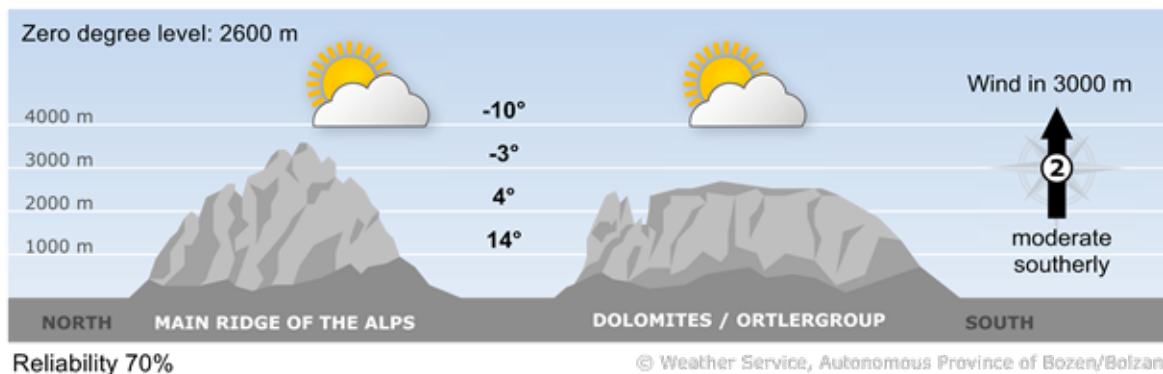 Zero degree level: 2600 m
Wind in 3000 m
4000 m
-10°
3000 m
-3°
2
2000 m
4°
1000 m
14°
moderate
southerly
NORTH
MAIN RIDGE OF THE ALPS
DOLOMITES / ORTLERGROUP
SOUTH
Reliability 70%
© Weather Service, Autonomous Province of Bozen/Bolzan